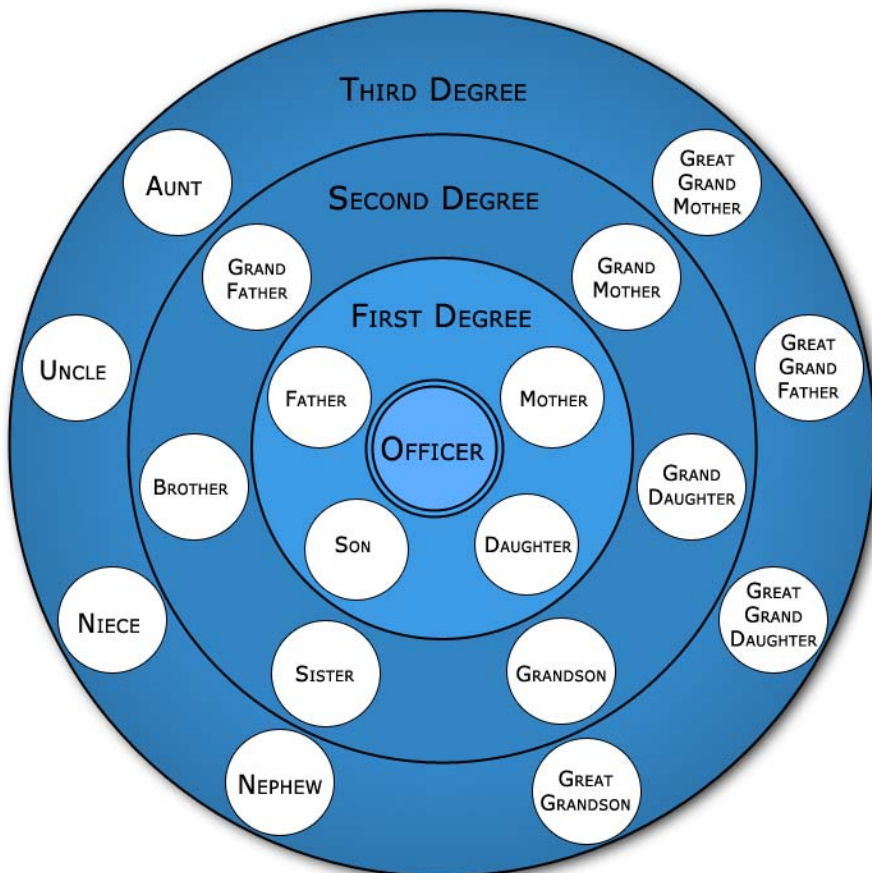 Third Degree
Aunt
Great
Grand
Mother
Second Degree
Grand
Father
Grand
Mother
First Degree
Uncle
Great
Grand
Father
Father
Mother
Officer
Brother
Grand
Daughter
Son
Daughter
Niece
Great
Grand
Daughter
Sister
Grandson
Nephew
Great
Grandson